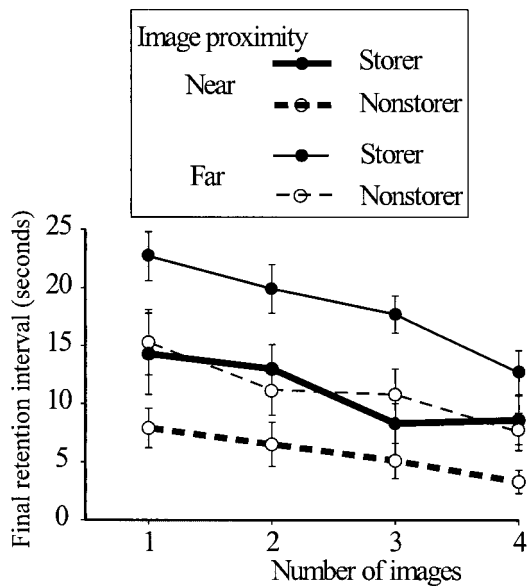 Image proximity
Near
Storer
Nonstorer
Far
Storer
Nonstorer
Final retention interval (seconds)
25
20
15
10
5
0
1 2 3 4
Number of images